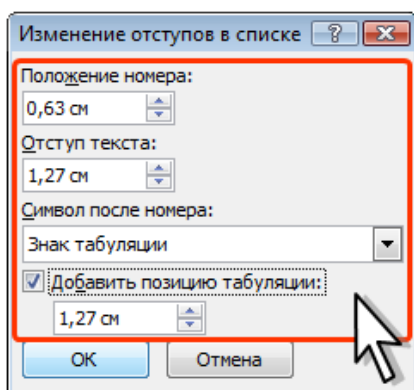 Изменение отступов в списке
Положение номера:
0,63 см
Отступ текста:
1,27 см
Символ после номера:
Знак табуляции
Добавить позицию табуляции:
1,27 см
ОК Отмена